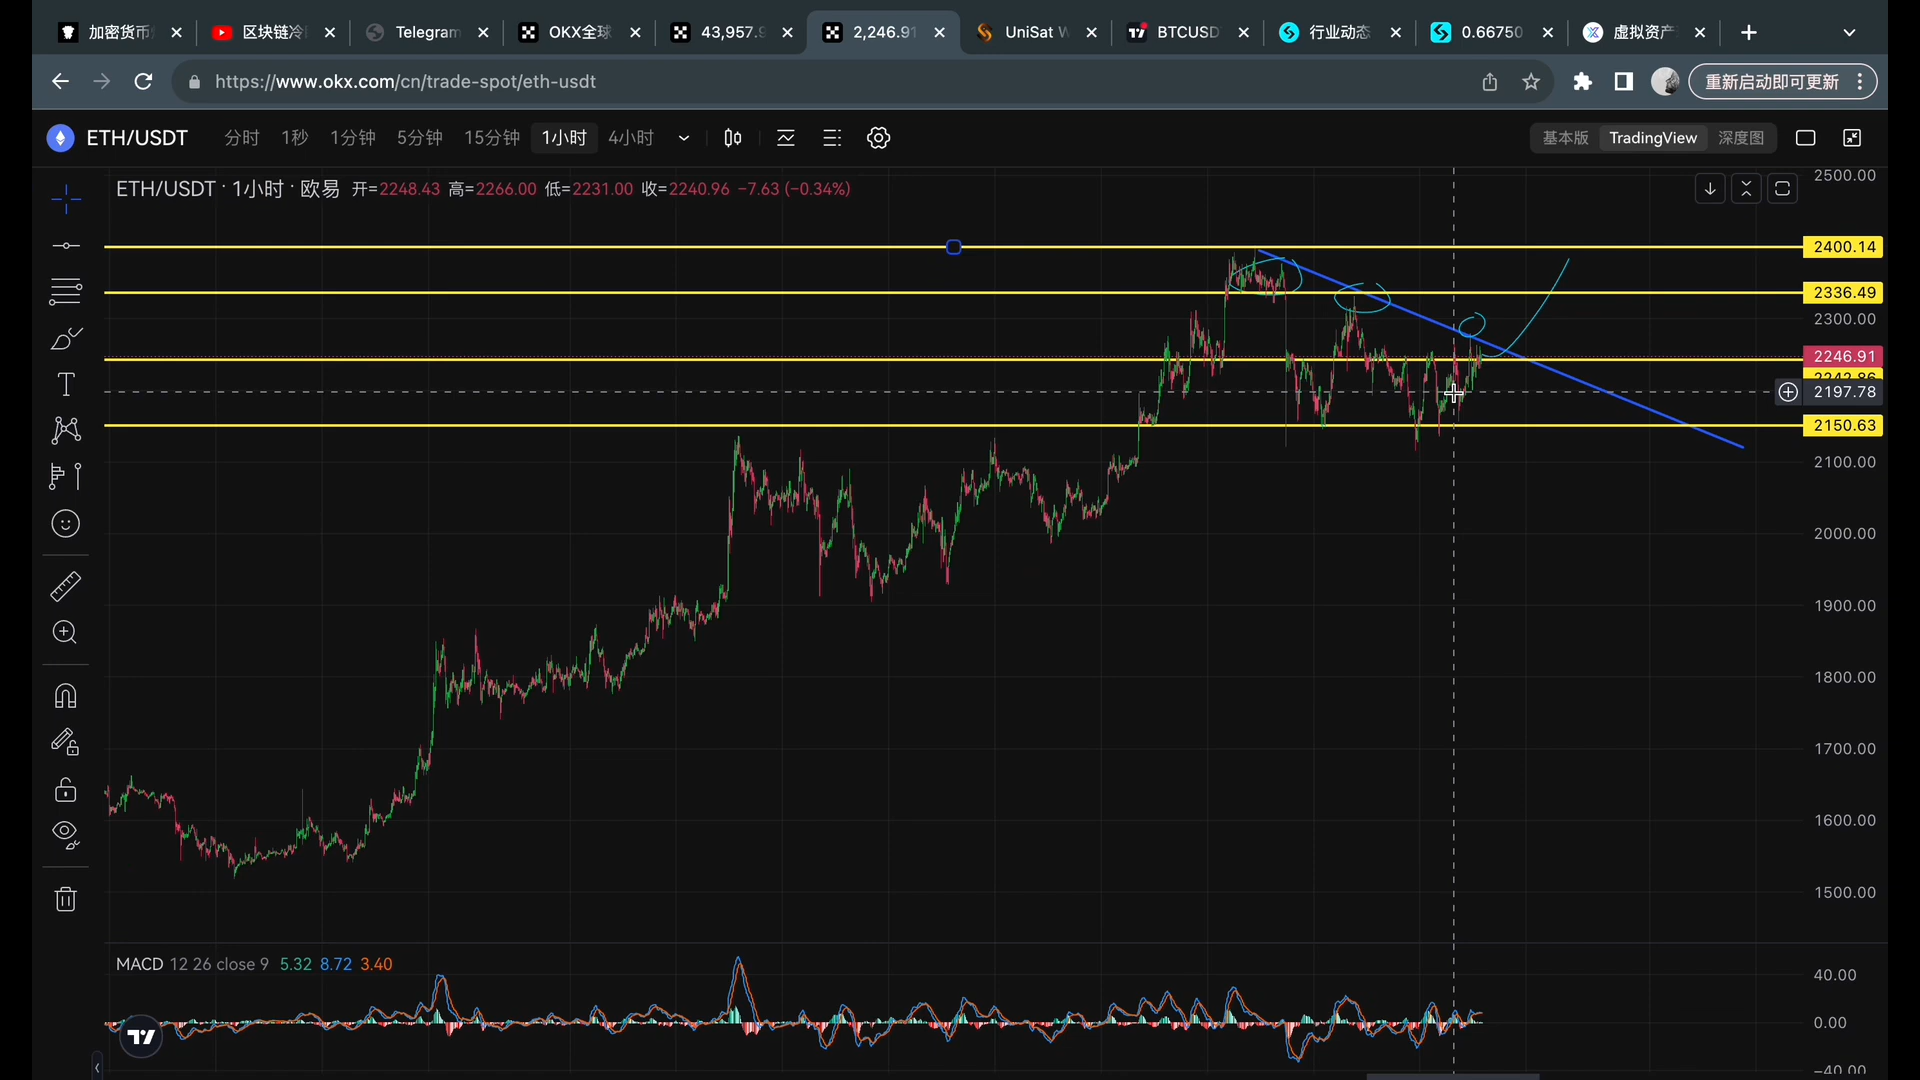 加密货币
区块链冷
Telegram
OKX全球
43,957.9
2,246.91
UniSat W
BTCUSD
行业动态
0.66750
虚拟资产
https://www.okx.com/cn/trade-spot/eth-usdt
重新启动即可更新
ETH/USDT 分时 1秒 1分钟 5分钟 15分钟 1小时 4小时 基本版 TradingView 深度图
ETH/USDT · 1小时 · 欧易 开=2248.43 高=2266.00 低=2231.00 收=2240.96 −7.63 (−0.34%)
2500.00
2400.14
2336.49
2300.00
2246.91
2242.86
2197.78
2150.63
2100.00
2000.00
1900.00
1800.00
1700.00
1600.00
1500.00
MACD 12 26 close 9 5.32 8.72 3.40
40.00
0.00
−40.00